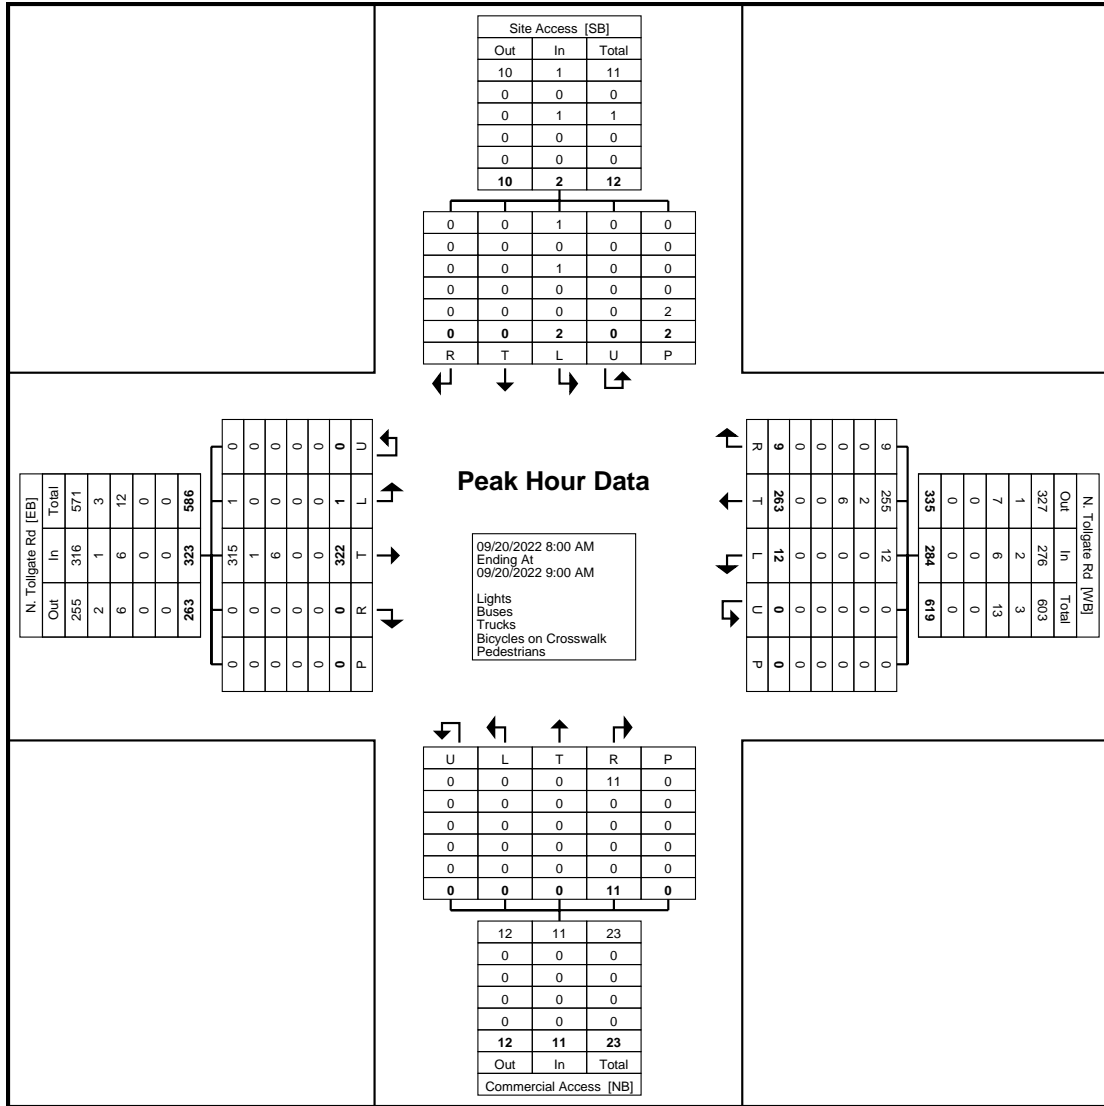 Site Access [SB]
Out In Total
10 1 11
0 0 0
0 1 1
0 0 0
0 0 0
10 2 12
0 0 1 0 0
0 0 0 0 0
0 0 1 0 0
0 0 0 0 0
0 0 0 0 2
0 0 2 0 2
R T L U P
N. Tollgate Rd [EB]
Out In Total
255 316 571
2 1 3
6 6 12
0 0 0
0 0 0
263 323 586
0 0 315 1 0
0 0 1 0 0
0 0 6 0 0
0 0 0 0 0
0 0 0 0 0
0 0 322 1 0
P R T L U
Peak Hour Data
09/20/2022 8:00 AM
Ending At
09/20/2022 9:00 AM
Lights
Buses
Trucks
Bicycles on Crosswalk
Pedestrians
N. Tollgate Rd [WB]
Out In Total
327 276 603
1 2 3
7 6 13
0 0 0
0 0 0
335 284 619
9 255 12 0 0
0 2 0 0 0
0 6 0 0 0
0 0 0 0 0
0 0 0 0 0
9 263 12 0 0
R T L U P
U L T R P
0 0 0 11 0
0 0 0 0 0
0 0 0 0 0
0 0 0 0 0
0 0 0 0 0
0 0 0 11 0
12 11 23
0 0 0
0 0 0
0 0 0
0 0 0
12 11 23
Out In Total
Commercial Access [NB]